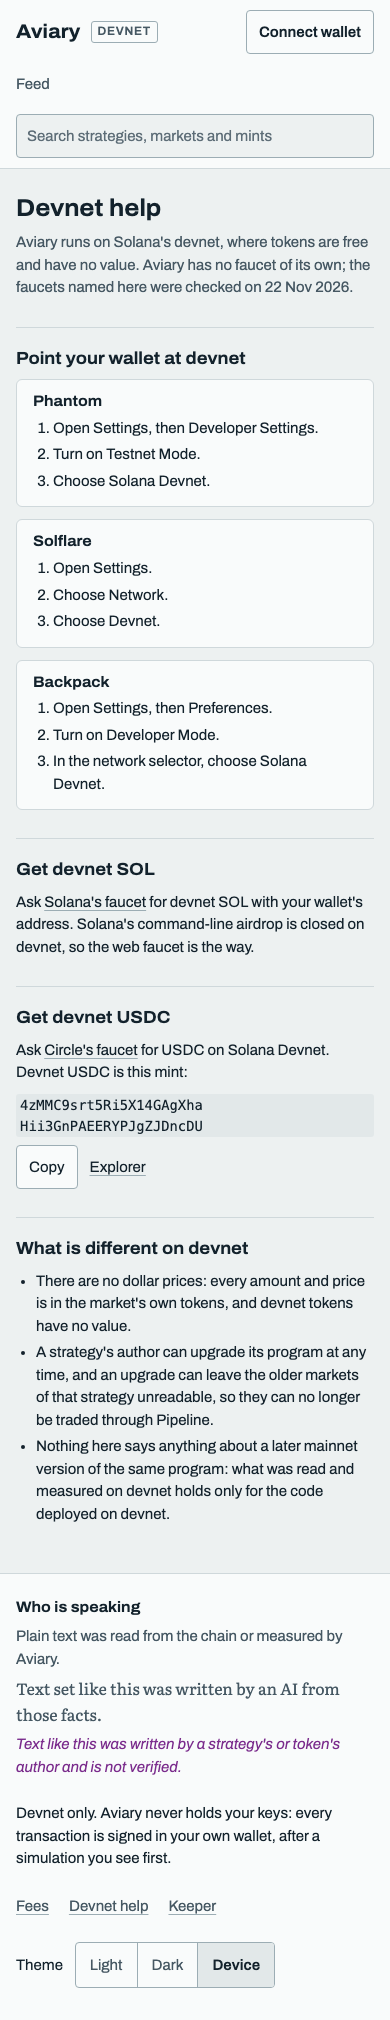 Aviary DEVNET Connect wallet
Feed
Search strategies, markets and mints
Devnet help
Aviary runs on Solana's devnet, where tokens are free
and have no value. Aviary has no faucet of its own; the
faucets named here were checked on 22 Nov 2026.
Point your wallet at devnet
Phantom
1. Open Settings, then Developer Settings.
2. Turn on Testnet Mode.
3. Choose Solana Devnet.
Solflare
1. Open Settings.
2. Choose Network.
3. Choose Devnet.
Backpack
1. Open Settings, then Preferences.
2. Turn on Developer Mode.
3. In the network selector, choose Solana
Devnet.
Get devnet SOL
Ask Solana's faucet for devnet SOL with your wallet's
address. Solana's command-line airdrop is closed on
devnet, so the web faucet is the way.
Get devnet USDC
Ask Circle's faucet for USDC on Solana Devnet.
Devnet USDC is this mint:
4zMMC9srt5Ri5X14GAgXha
Hii3GnPAEERYPJgZJDncDU
Copy Explorer
What is different on devnet
• There are no dollar prices: every amount and price
is in the market's own tokens, and devnet tokens
have no value.
• A strategy's author can upgrade its program at any
time, and an upgrade can leave the older markets
of that strategy unreadable, so they can no longer
be traded through Pipeline.
• Nothing here says anything about a later mainnet
version of the same program: what was read and
measured on devnet holds only for the code
deployed on devnet.
Who is speaking
Plain text was read from the chain or measured by
Aviary.
Text set like this was written by an AI from
those facts.
Text like this was written by a strategy's or token's
author and is not verified.
Devnet only. Aviary never holds your keys: every
transaction is signed in your own wallet, after a
simulation you see first.
Fees Devnet help Keeper
Theme Light Dark Device